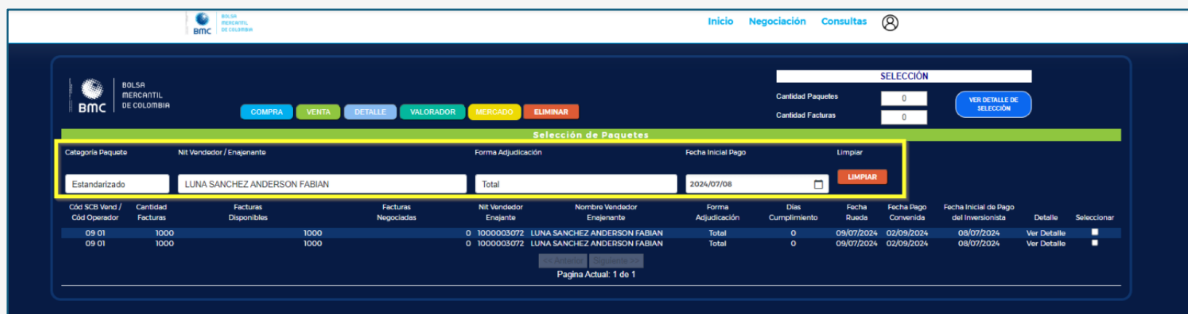 BOLSA
MERCANTIL
DE COLOMBIA
bmc
Inicio Negociación Consultas
BOLSA
MERCANTIL
DE COLOMBIA
bmc
COMPRA VENTA DETALLE VALORADOR MERCADO ELIMINAR
SELECCIÓN
Cantidad Paquetes 0
Cantidad Facturas 0
VER DETALLE DE SELECCIÓN
Selección de Paquetes
Categoría Paquete Nit Vendedor / Enajenante Forma Adjudicación Fecha Inicial Pago Limpiar
Estandarizado LUNA SANCHEZ ANDERSON FABIAN Total 2024/07/08 LIMPIAR
Cód SCB Vend / Cód Operador Cantidad Facturas Facturas Disponibles Facturas Negociadas Nit Vendedor Enajante Nombre Vendedor Enajenante Forma Adjudicación Días Cumplimiento Fecha Rueda Fecha Pago Convenida Fecha Inicial de Pago del Inversionista Detalle Seleccionar
09 01 1000 1000 0 1000003072 LUNA SANCHEZ ANDERSON FABIAN Total 0 09/07/2024 02/09/2024 08/07/2024 Ver Detalle
09 01 1000 1000 0 1000003072 LUNA SANCHEZ ANDERSON FABIAN Total 0 09/07/2024 02/09/2024 08/07/2024 Ver Detalle
<< Anterior Siguiente >>
Pagina Actual: 1 de 1